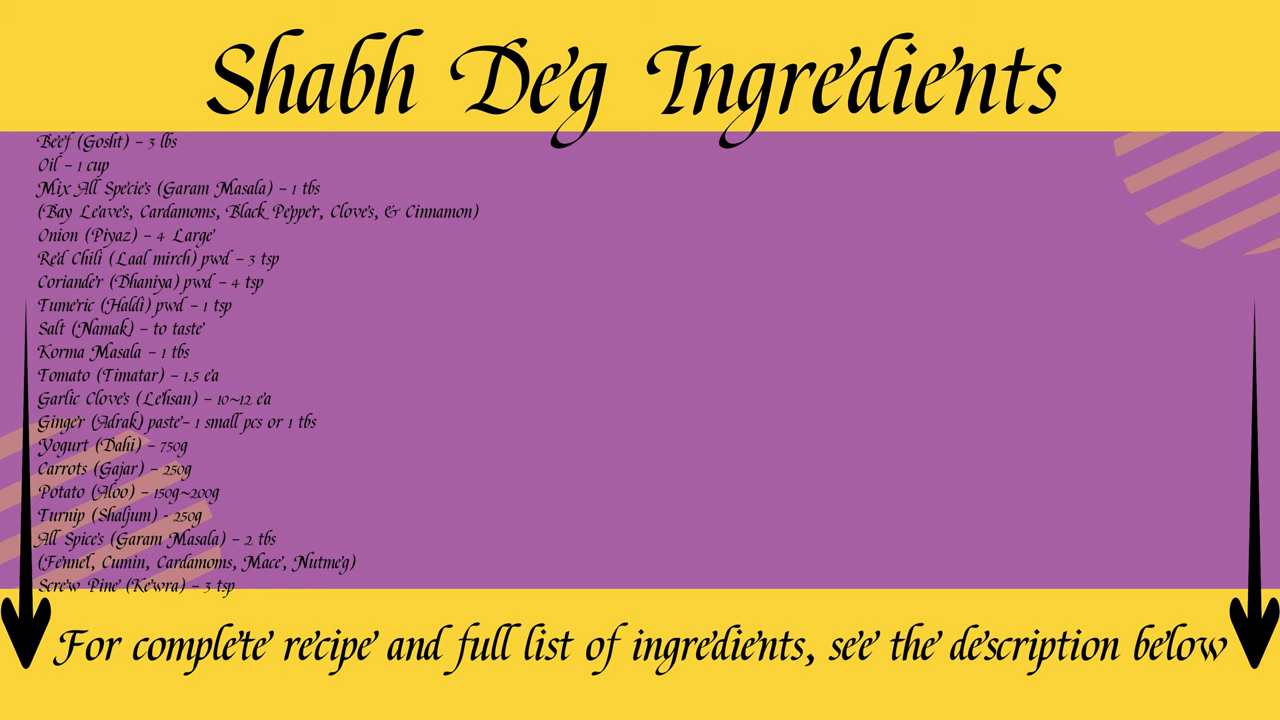 Shabh Deg Ingredients
Beef (Gosht) – 3 lbs
Oil – 1 cup
Mix All Specie's (Garam Masala) – 1 tbs
(Bay Leaves, Cardamoms, Black Pepper, Cloves, & Cinnamon)
Onion (Piyaz) – 4 Large
Red Chili (Laal mirch) pwd – 3 tsp
Coriander (Dhaniya) pwd – 4 tsp
Tumeric (Haldi) pwd – 1 tsp
Salt (Namak) – to taste
Korma Masala – 1 tbs
Tomato (Timatar) – 1.5 ea
Garlic Cloves (Lehsan) – 10~12 ea
Ginger (Adrak) paste– 1 small pcs or 1 tbs
Yogurt (Dahi) – 750g
Carrots (Gajar) – 250g
Potato (Aloo) – 150g~200g
Turnip (Shaljum) - 250g
All Spices (Garam Masala) – 2 tbs
(Fennel, Cumin, Cardamoms, Mace, Nutmeg)
Screw Pine (Kewra) – 3 tsp
For complete recipe and full list of ingredients, see the description below